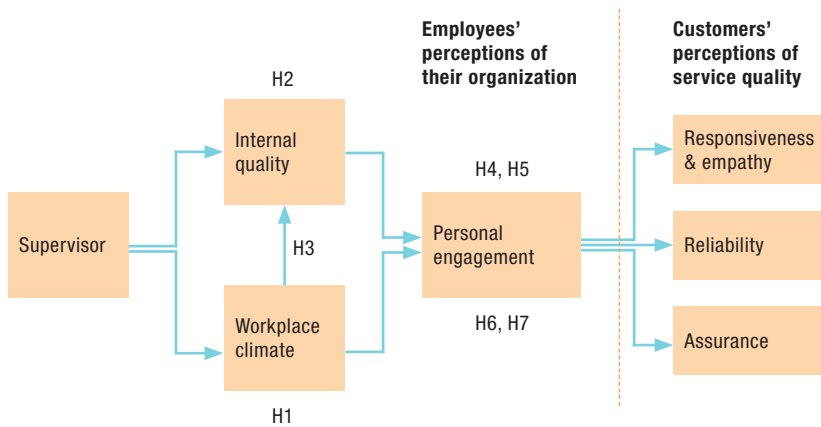 Employees’
perceptions of
their organization
Customers’
perceptions of
service quality
H2
Internal
quality
Responsiveness
& empathy
H4, H5
Supervisor
H3
Personal
engagement
Reliability
Workplace
climate
H6, H7
Assurance
H1